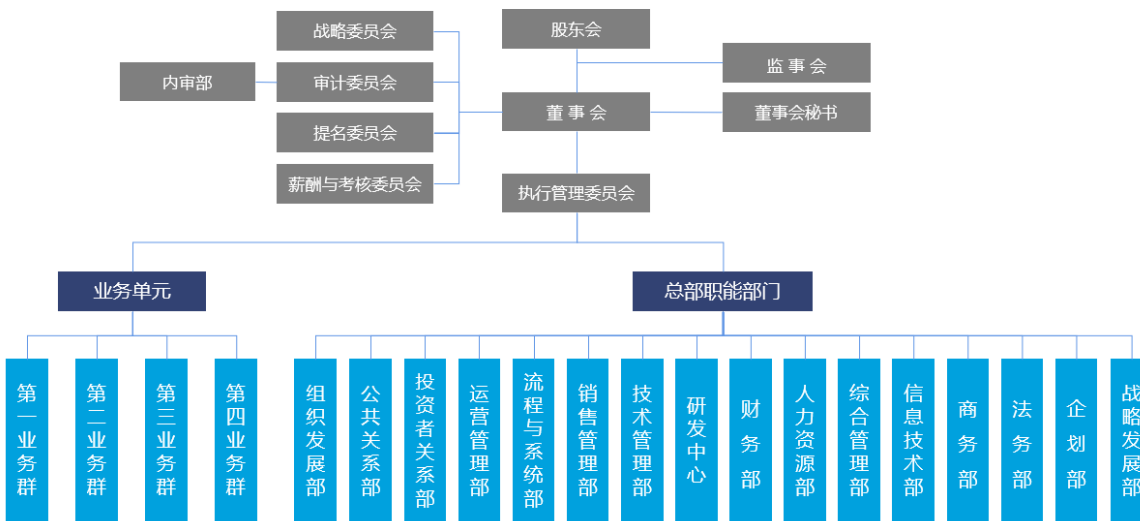 战略委员会
股东会
监 事 会
内审部
审计委员会
董 事 会
董事会秘书
提名委员会
薪酬与考核委员会
执行管理委员会
业务单元
总部职能部门
第一业务群
第二业务群
第三业务群
第四业务群
组织发展部
公共关系部
投资者关系部
运营管理部
流程与系统部
销售管理部
技术管理部
研发中心
财务部
人力资源部
综合管理部
信息技术部
商务部
法务部
企划部
战略发展部